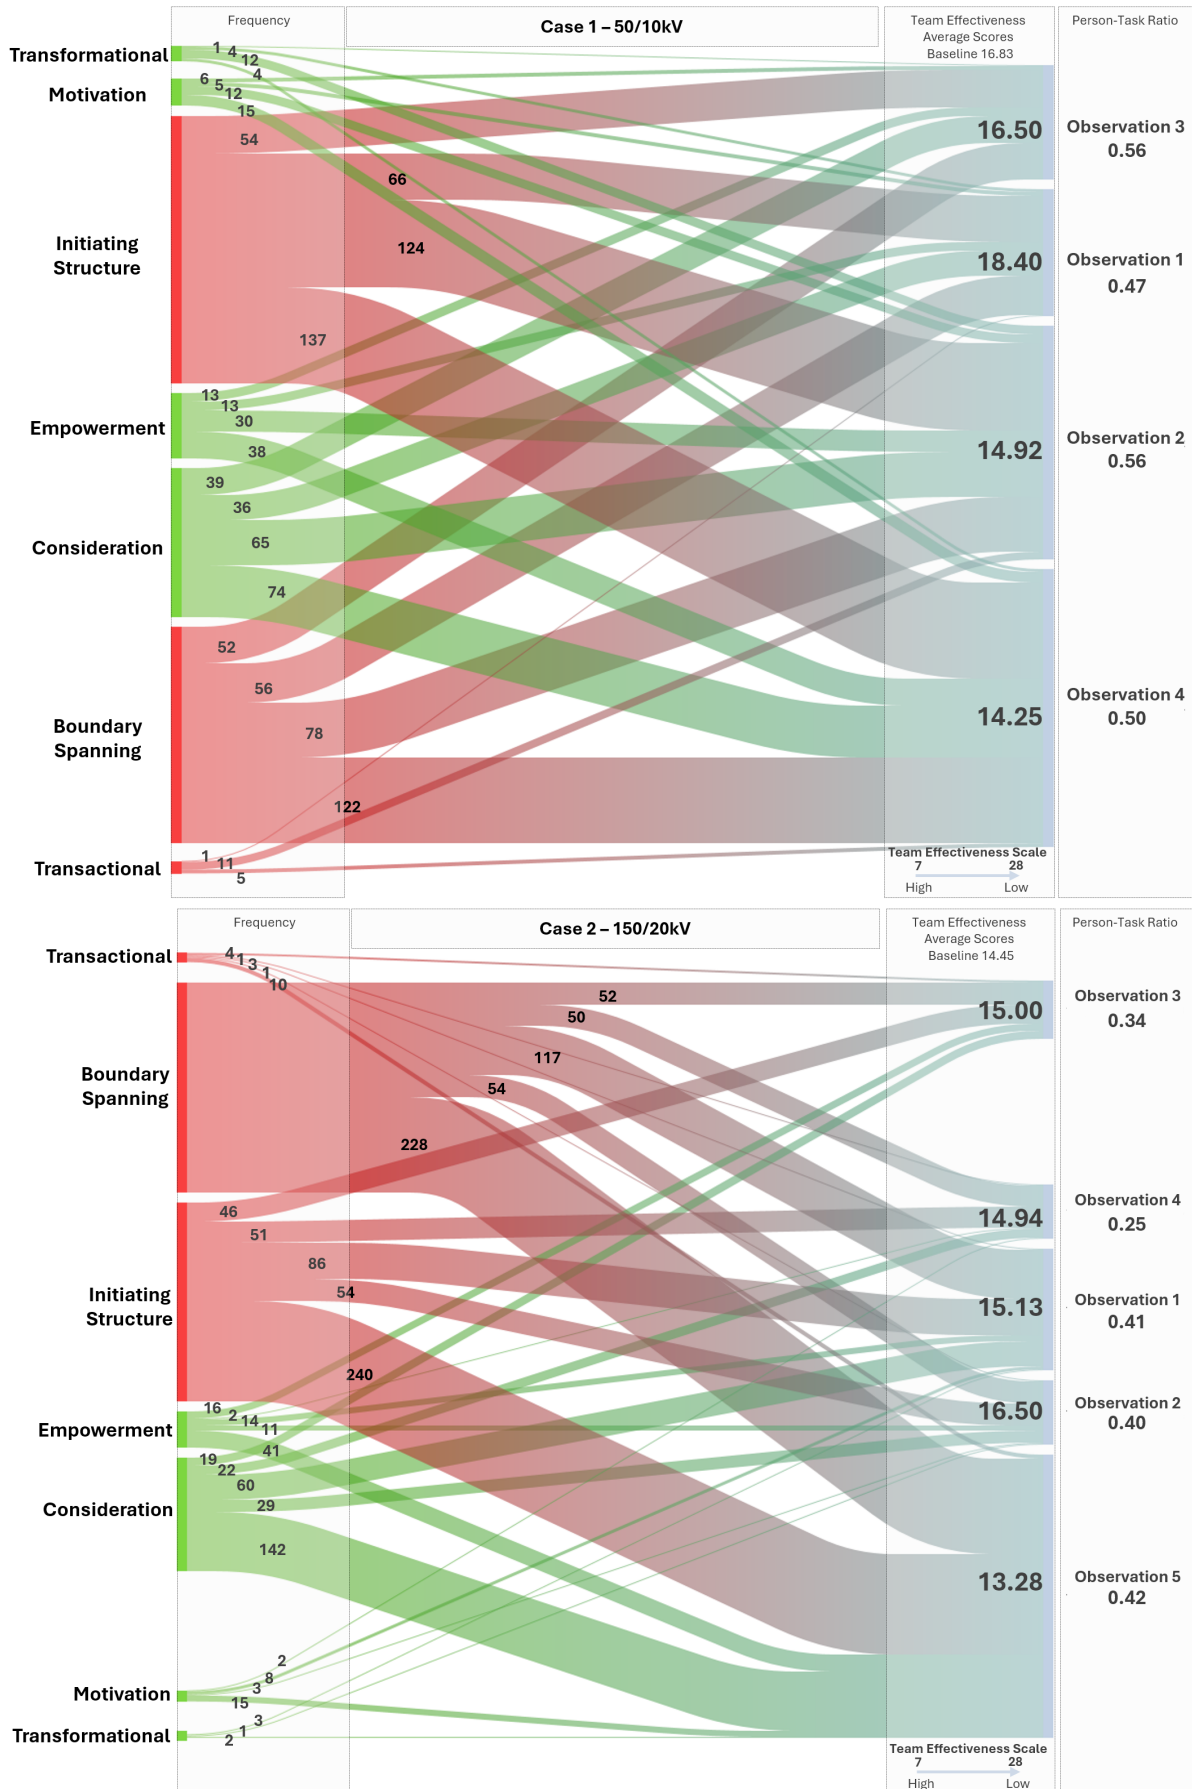 Frequency
Case 1 – 50/10kV
Team Effectiveness
Average Scores
Baseline 16.83
Person-Task Ratio
Transformational
1
4
12
4
Motivation
6
5
12
15
Initiating
Structure
54
66
124
137
Empowerment
13
13
30
38
Consideration
39
36
65
74
Boundary
Spanning
52
56
78
122
Transactional
1
11
5
16.50
Observation 3
0.56
18.40
Observation 1
0.47
14.92
Observation 2
0.56
14.25
Observation 4
0.50
Team Effectiveness Scale
7
28
High
Low
Frequency
Case 2 – 150/20kV
Team Effectiveness
Average Scores
Baseline 14.45
Person-Task Ratio
Transactional
4
1
3
1
10
Boundary
Spanning
52
50
117
54
228
Initiating
Structure
46
51
86
54
240
Empowerment
16
2
14
11
41
Consideration
19
22
60
29
142
Motivation
2
8
3
15
Transformational
3
1
2
15.00
Observation 3
0.34
14.94
Observation 4
0.25
15.13
Observation 1
0.41
16.50
Observation 2
0.40
13.28
Observation 5
0.42
Team Effectiveness Scale
7
28
High
Low